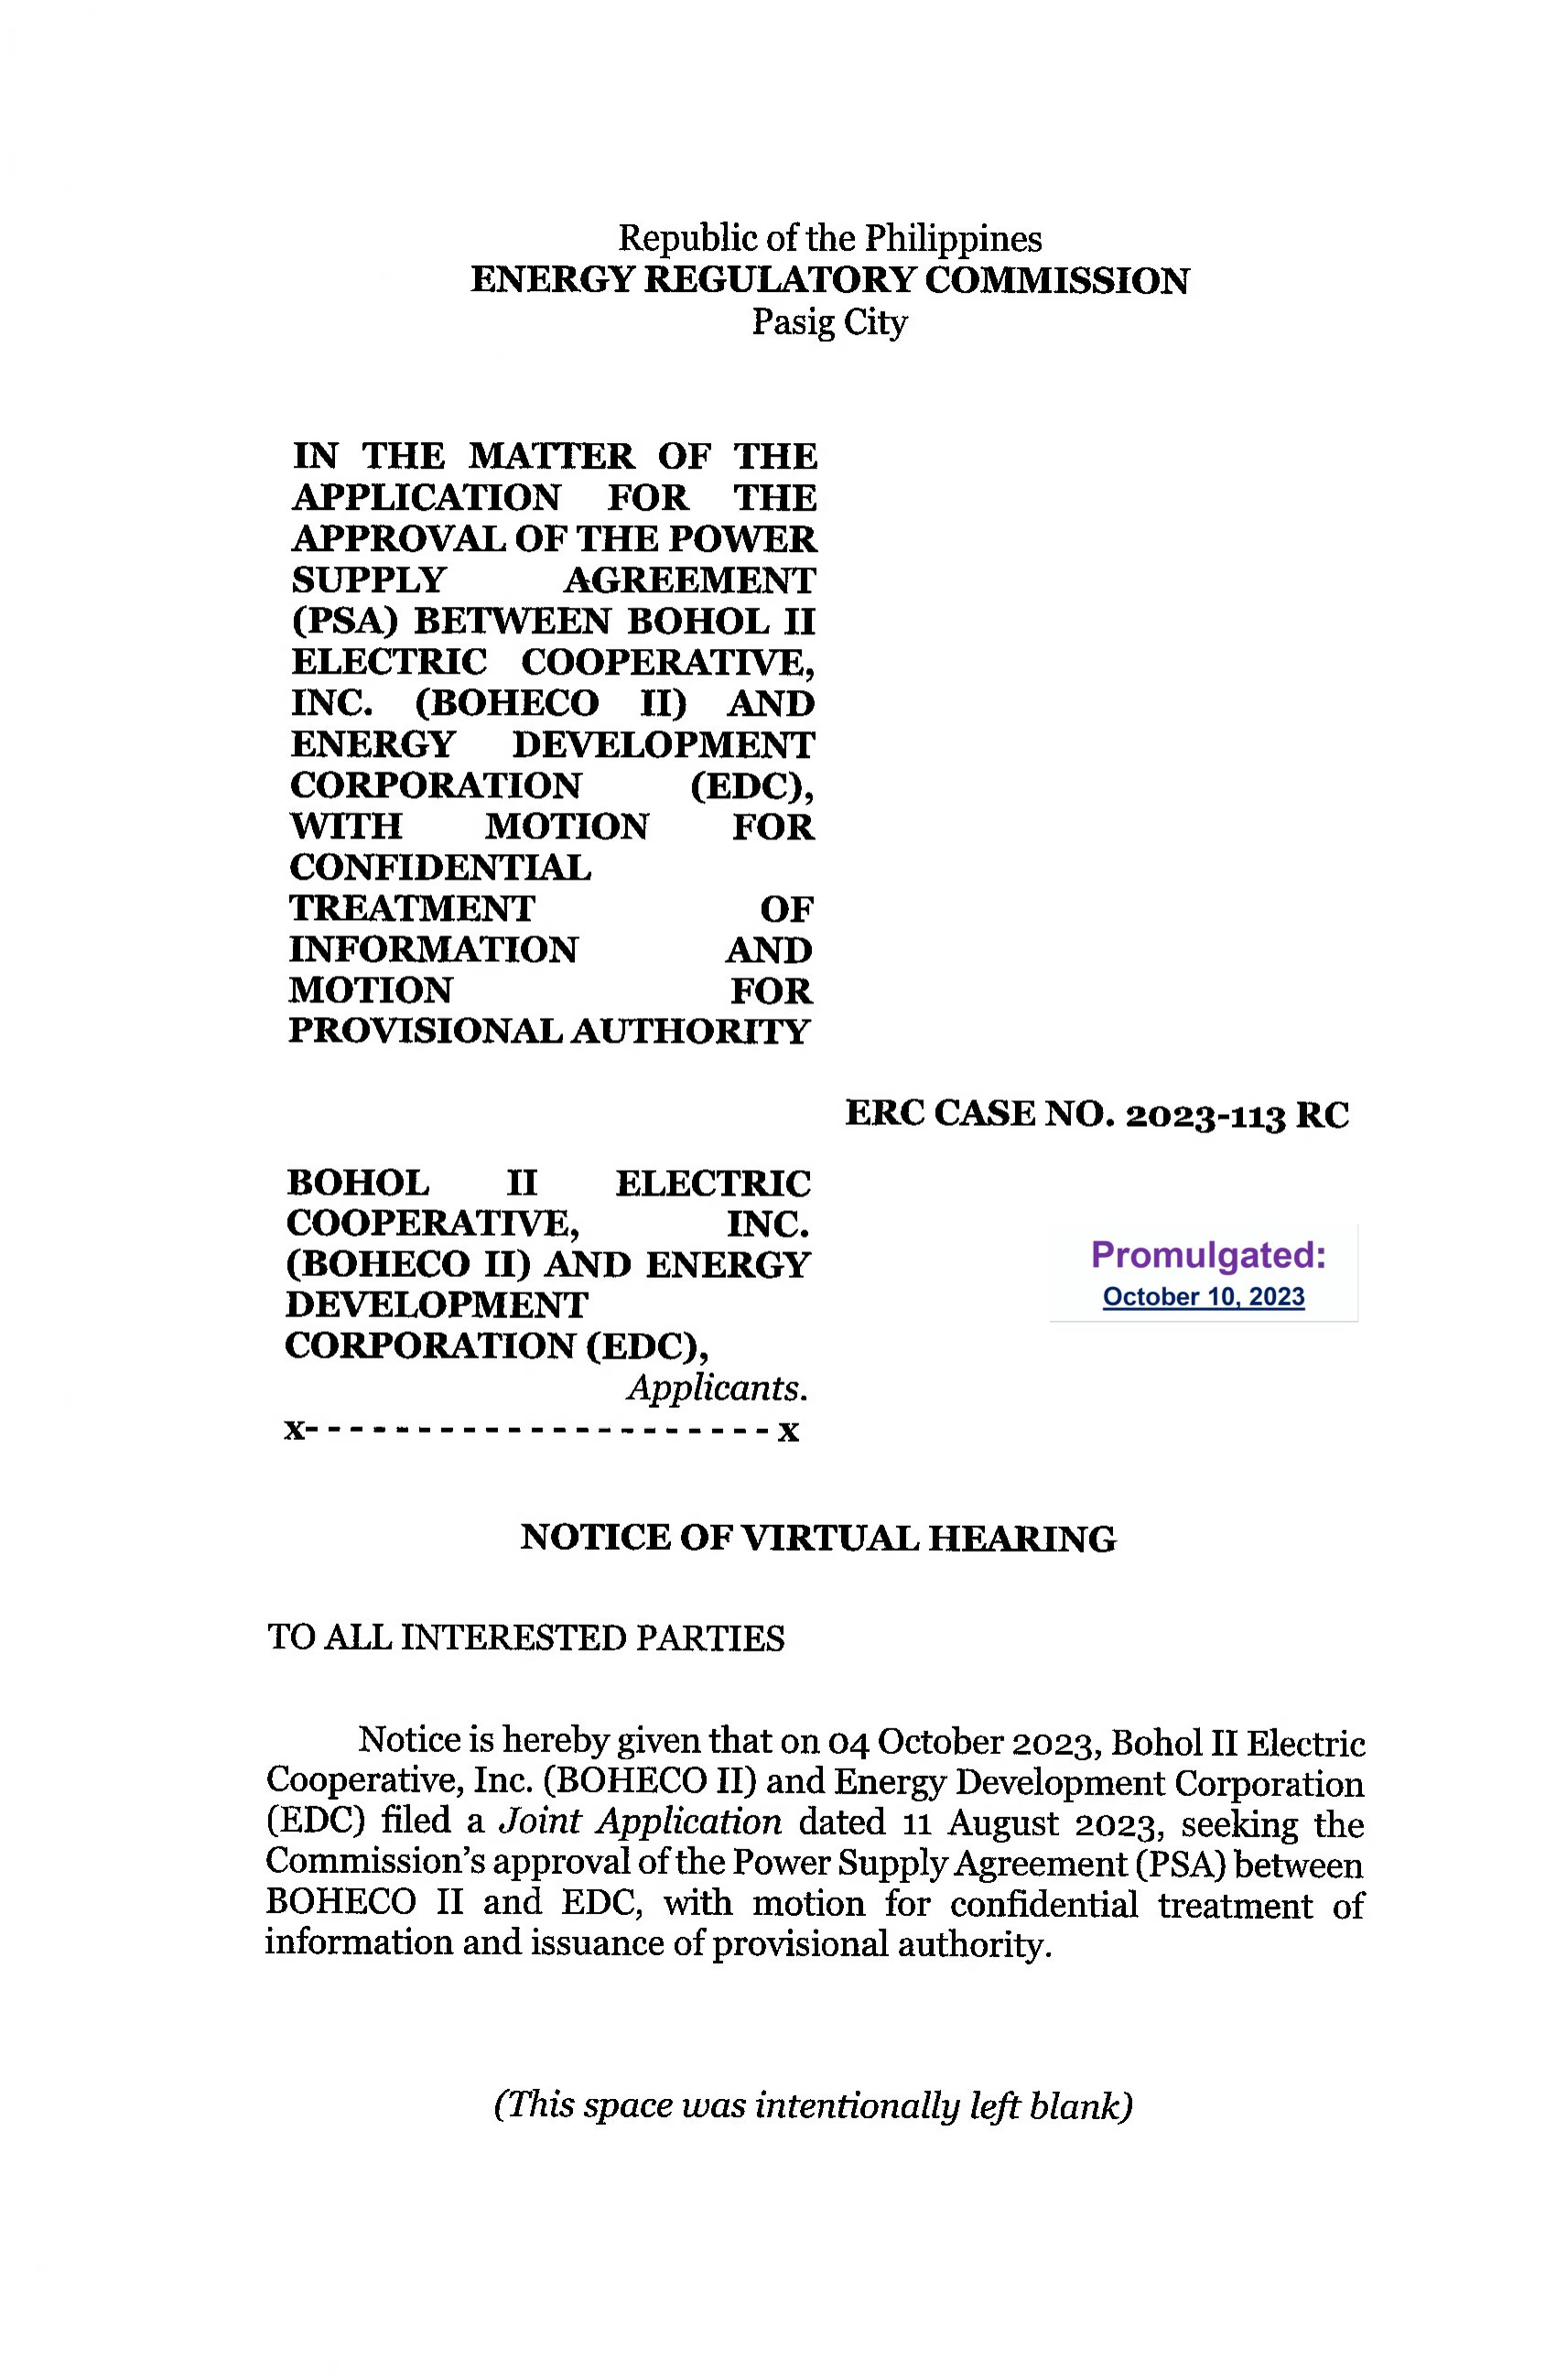 Republic of the Philippines
ENERGY REGULATORY COMMISSION
Pasig City
IN THE MATTER OF THE
APPLICATION FOR THE
APPROVAL OF THE POWER
SUPPLY AGREEMENT
(PSA) BETWEEN BOHOL II
ELECTRIC COOPERATIVE,
INC. (BOHECO II) AND
ENERGY DEVELOPMENT
CORPORATION (EDC),
WITH MOTION FOR
CONFIDENTIAL
TREATMENT OF
INFORMATION AND
MOTION FOR
PROVISIONAL AUTHORITY
ERC CASE NO. 2023-113 RC
BOHOL II ELECTRIC
COOPERATIVE, INC.
(BOHECO II) AND ENERGY
DEVELOPMENT
CORPORATION (EDC),
Applicants.
x- - - - - - - - - - - - - - - - - - - - - x
Promulgated:
October 10, 2023
NOTICE OF VIRTUAL HEARING
TO ALL INTERESTED PARTIES
Notice is hereby given that on 04 October 2023, Bohol II Electric
Cooperative, Inc. (BOHECO II) and Energy Development Corporation
(EDC) filed a Joint Application dated 11 August 2023, seeking the
Commission's approval of the Power Supply Agreement (PSA) between
BOHECO II and EDC, with motion for confidential treatment of
information and issuance of provisional authority.
(This space was intentionally left blank)